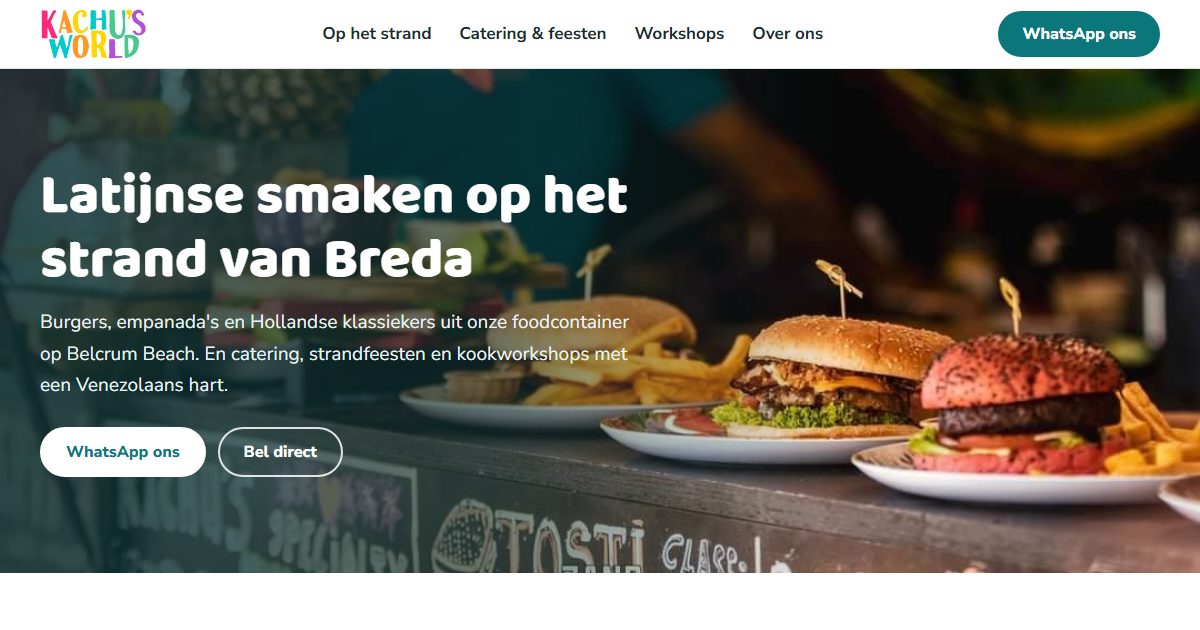 KACHU'S
WORLD
Op het strand
Catering & feesten
Workshops
Over ons
WhatsApp ons
Latijnse smaken op het
strand van Breda
Burgers, empanada's en Hollandse klassiekers uit onze foodcontainer
op Belcrum Beach. En catering, strandfeesten en kookworkshops met
een Venezolaans hart.
WhatsApp ons
Bel direct
KACHU'S
SPECIALITY
TOSTI